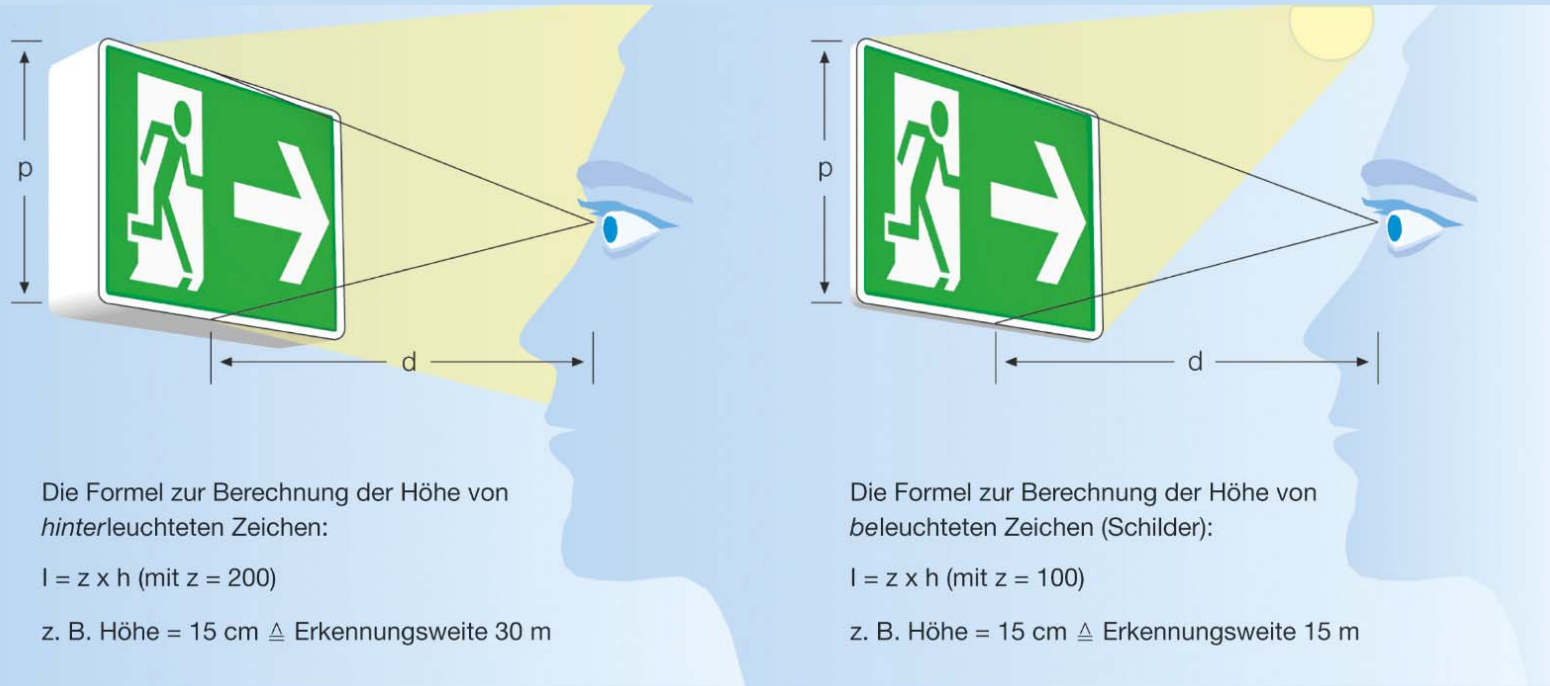 p
d
Die Formel zur Berechnung der Höhe von
hinterleuchteten Zeichen:
l = z x h (mit z = 200)
z. B. Höhe = 15 cm ≙ Erkennungsweite 30 m
p
d
Die Formel zur Berechnung der Höhe von
beleuchteten Zeichen (Schilder):
l = z x h (mit z = 100)
z. B. Höhe = 15 cm ≙ Erkennungsweite 15 m